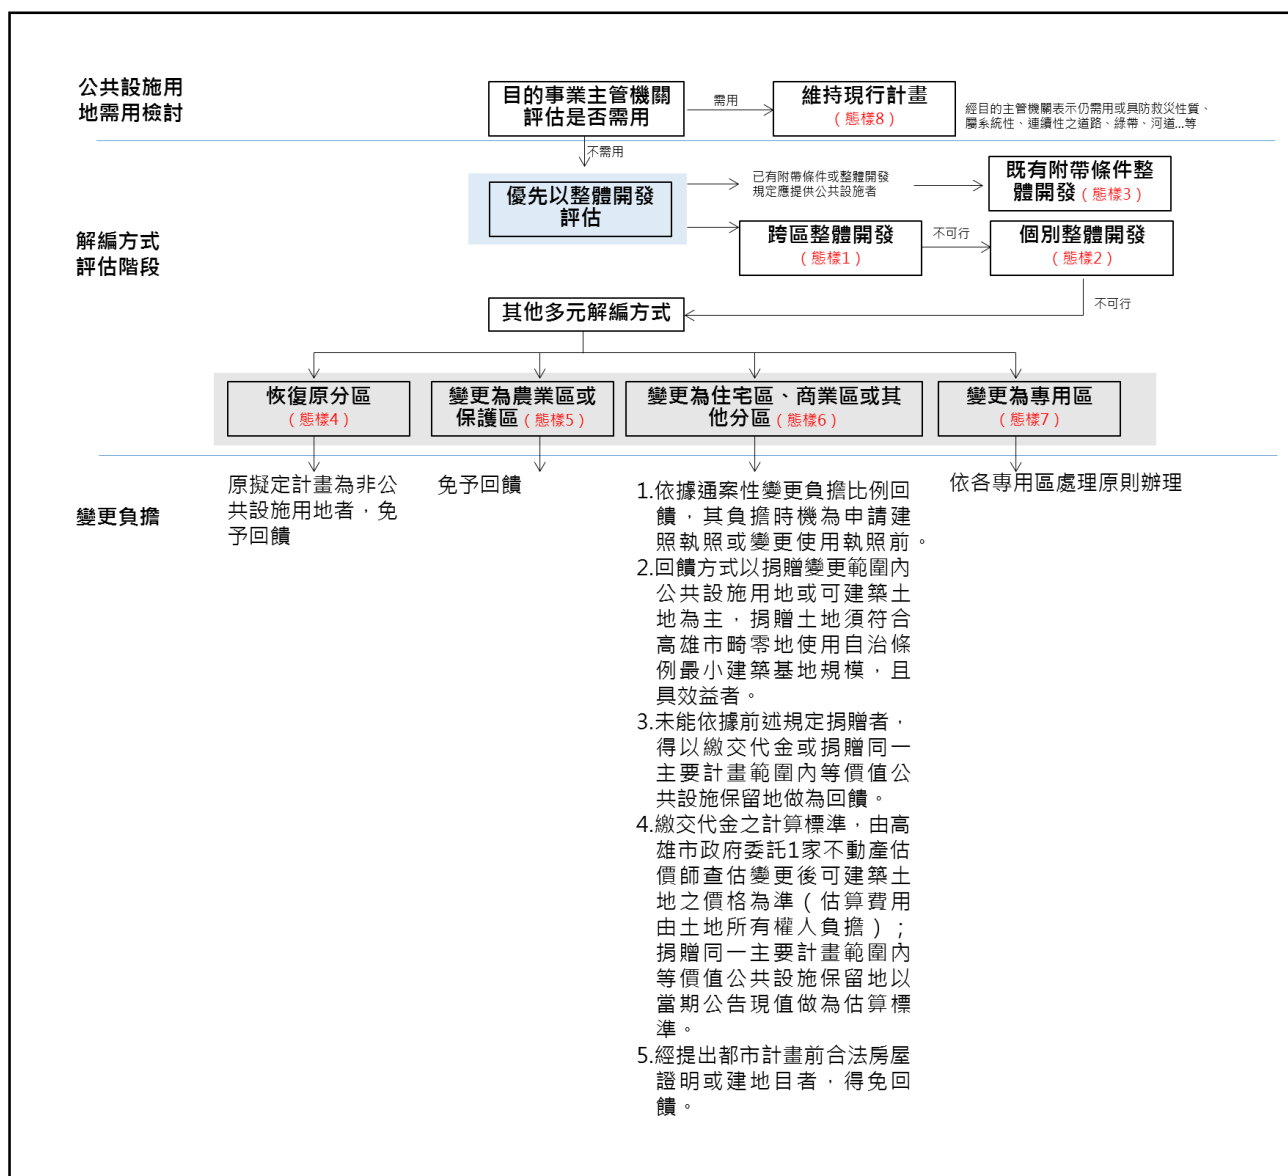 公共設施用
地需用檢討
目的事業主管機關
評估是否需用
需用
維持現行計畫
（態樣8）
經目的主管機關表示仍需用或具防救災性質、
屬系統性、連續性之道路、綠帶、河道…等
不需用
解編方式
評估階段
優先以整體開發
評估
已有附帶條件或整體開發
規定應提供公共設施者
既有附帶條件整
體開發（態樣3）
跨區整體開發
（態樣1）
不可行
個別整體開發
（態樣2）
不可行
其他多元解編方式
恢復原分區
（態樣4）
變更為農業區或
保護區（態樣5）
變更為住宅區、商業區或其
他分區（態樣6）
變更為專用區
（態樣7）
變更負擔
原擬定計畫為非公
共設施用地者，免
予回饋
免予回饋
1.依據通案性變更負擔比例回
饋，其負擔時機為申請建
照執照或變更使用執照前。
2.回饋方式以捐贈變更範圍內
公共設施用地或可建築土
地為主，捐贈土地須符合
高雄市畸零地使用自治條
例最小建築基地規模，且
具效益者。
3.未能依據前述規定捐贈者，
得以繳交代金或捐贈同一
主要計畫範圍內等價值公
共設施保留地做為回饋。
4.繳交代金之計算標準，由高
雄市政府委託1家不動產估
價師查估變更後可建築土
地之價格為準（估算費用
由土地所有權人負擔）；
捐贈同一主要計畫範圍內
等價值公共設施保留地以
當期公告現值做為估算標
準。
5.經提出都市計畫前合法房屋
證明或建地目者，得免回
饋。
依各專用區處理原則辦理